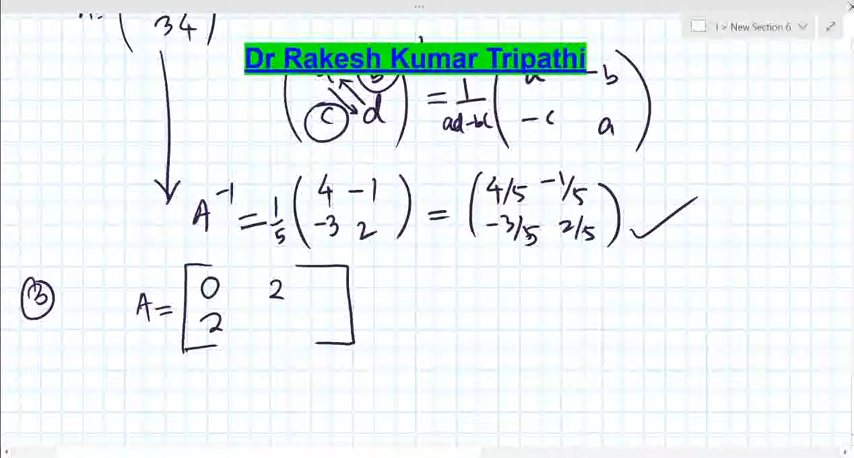 1 > New Section 6
( 34 )
Dr Rakesh Kumar Tripathi
( c d ) = 1/ad-bc ( -b
-c a )
A⁻¹ = 1/5 ( 4 -1
-3 2 ) = ( 4/5 -1/5
-3/5 2/5 )
③ A = [ 0 2
2 ]